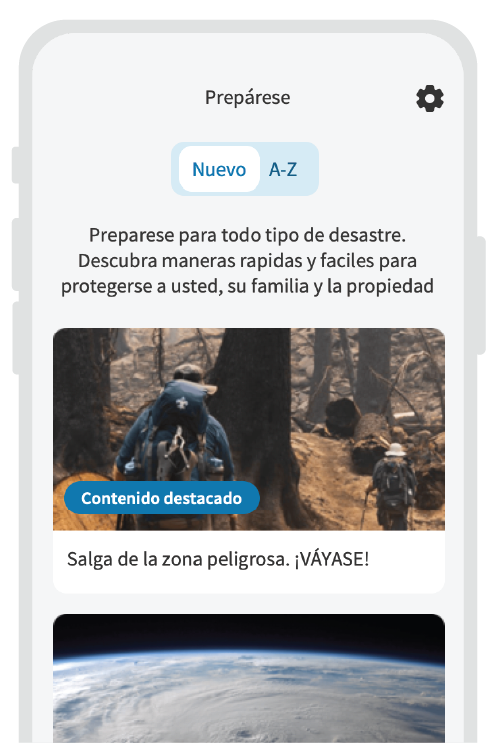 Prepárese
Nuevo A-Z
Preparese para todo tipo de desastre.
Descubra maneras rapidas y faciles para
protegerse a usted, su familia y la propiedad
Contenido destacado
Salga de la zona peligrosa. ¡VÁYASE!